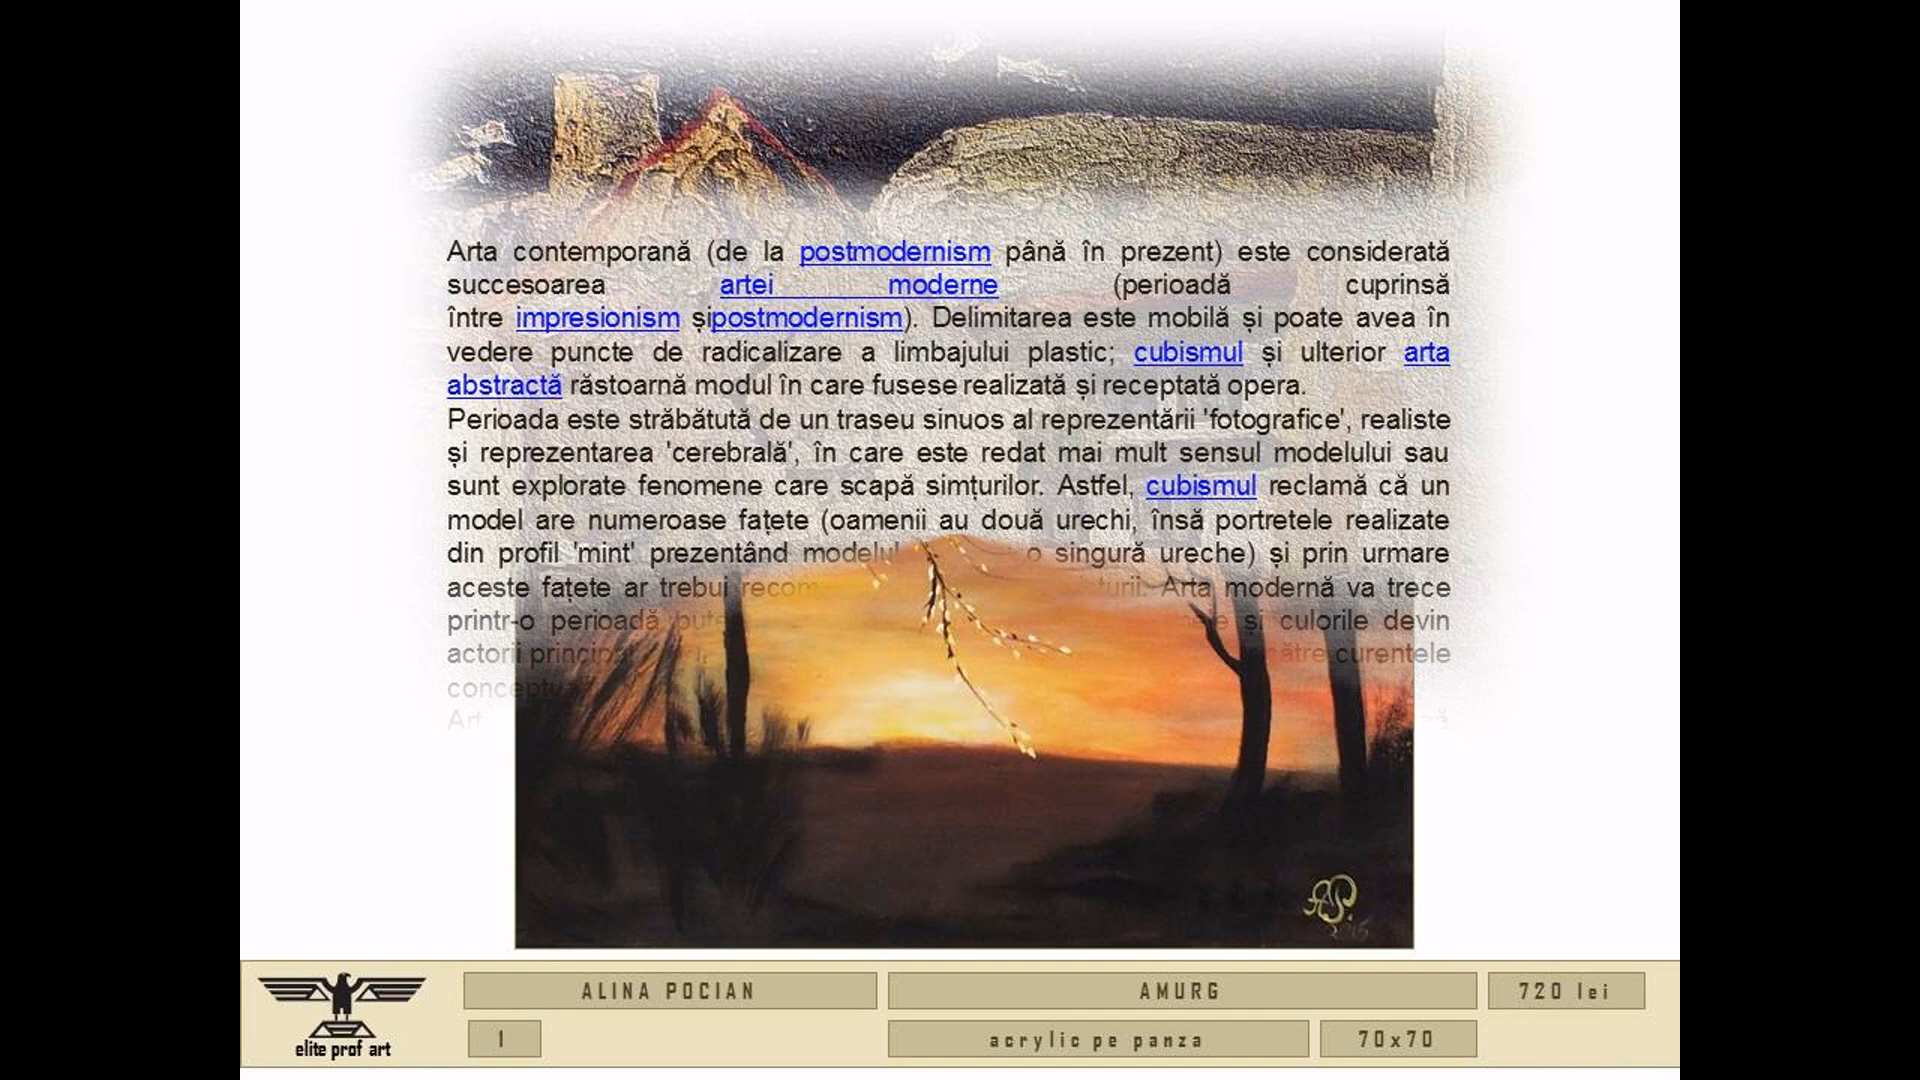 Arta contemporană (de la postmodernism până în prezent) este considerată
succesoarea artei moderne (perioadă cuprinsă
între impresionism șipostmodernism). Delimitarea este mobilă și poate avea în
vedere puncte de radicalizare a limbajului plastic; cubismul și ulterior arta
abstractă răstoarnă modul în care fusese realizată și receptată opera.
Perioada este străbătută de un traseu sinuos al reprezentării 'fotografice', realiste
și reprezentarea 'cerebrală', în care este redat mai mult sensul modelului sau
sunt explorate fenomene care scapă simțurilor. Astfel, cubismul reclamă că un
model are numeroase fațete (oamenii au două urechi, însă portretele realizate
din profil 'mint' prezentând modelul o singură ureche) și prin urmare
aceste fațete ar trebui Arta modernă va trece
printr-o perioadă și culorile devin
actorii către curentele
ALINA POCIAN
AMURG
720 lei
elite prof art
1
acrylic pe panza
70x70